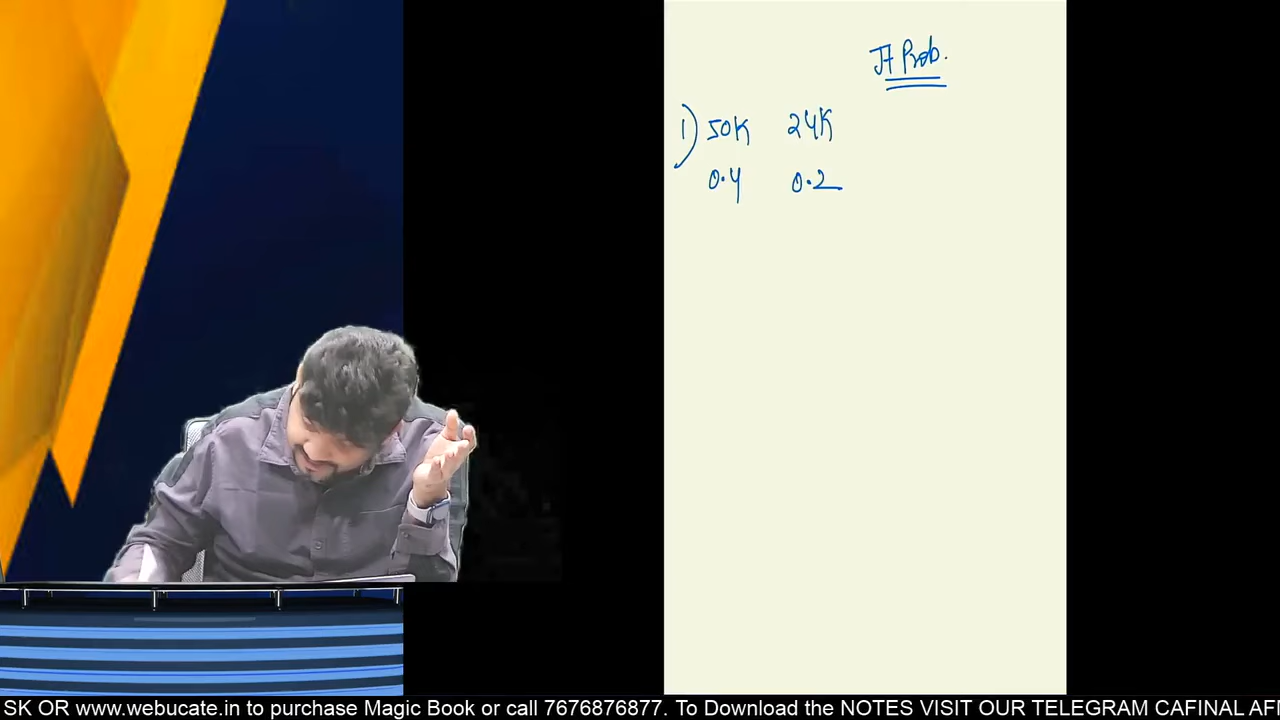 Jt Prob.
1) 50K 24K
0.4 0.2
SK OR www.webucate.in to purchase Magic Book or call 7676876877. To Download the NOTES VISIT OUR TELEGRAM CAFINAL AFI